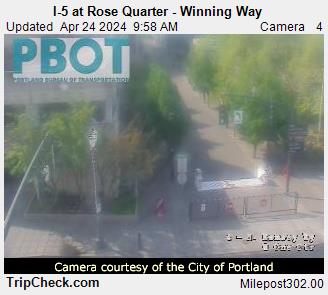 I-5 at Rose Quarter - Winning Way
Updated Apr 24 2024 9:58 AM Camera 4
PBOT
PORTLAND BUREAU OF TRANSPORTATION
Camera courtesy of the City of Portland
TripCheck.com Milepost302.00